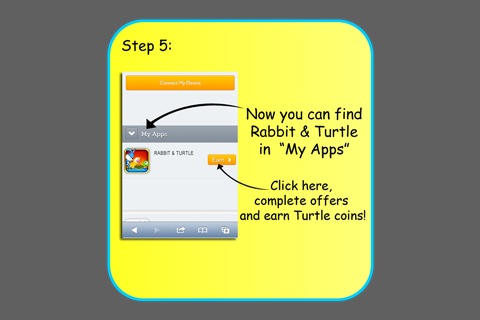 Step 5:
Connect My Device
My Apps
Now you can find
Rabbit & Turtle
in "My Apps"
RABBIT & TURTLE
Earn
Click here,
complete offers
and earn Turtle coins!